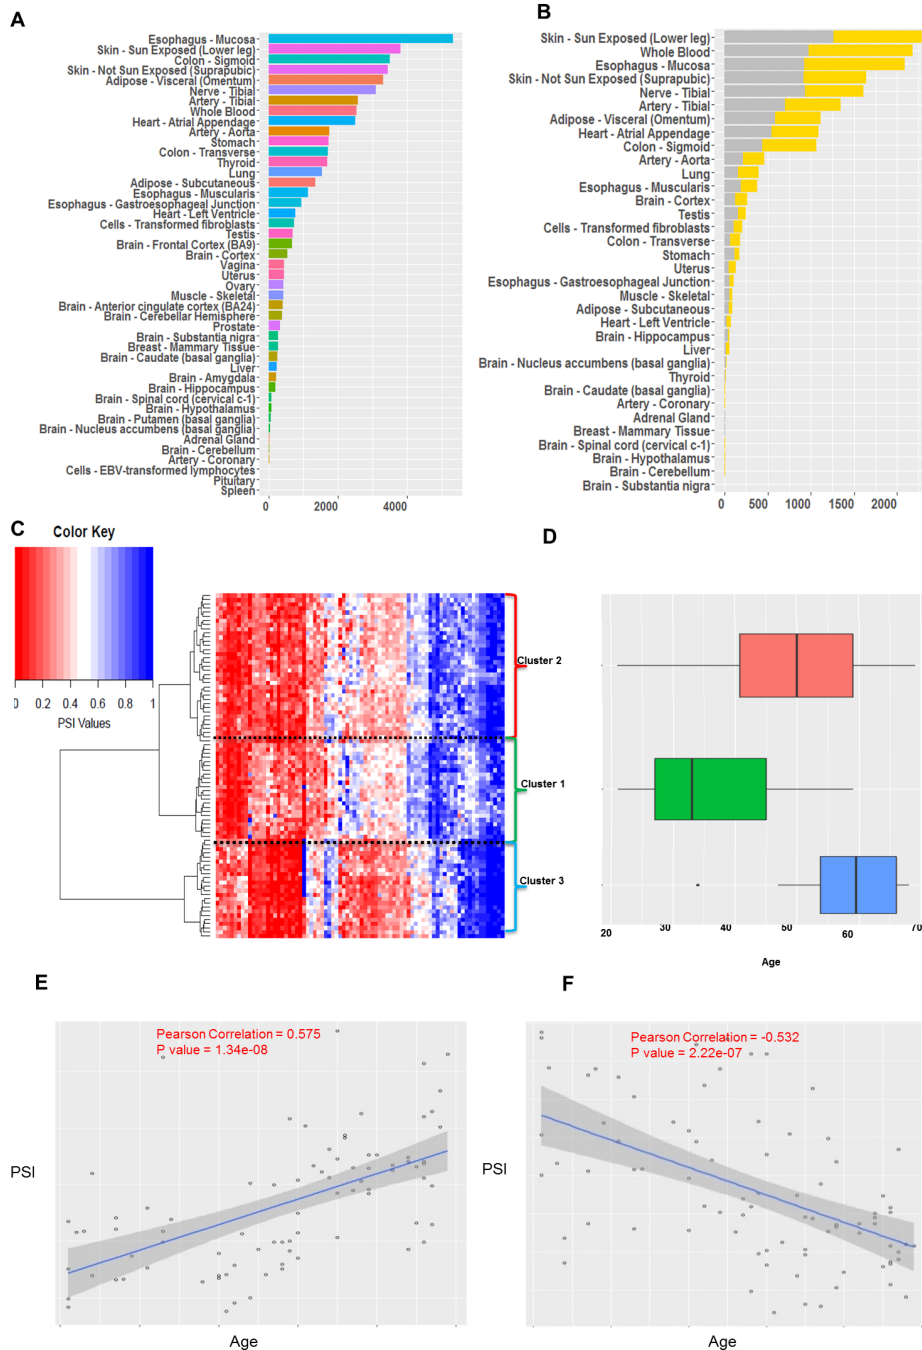 A
Esophagus - Mucosa
Skin - Sun Exposed (Lower leg)
Colon - Sigmoid
Skin - Not Sun Exposed (Suprapubic)
Adipose - Visceral (Omentum)
Nerve - Tibial
Artery - Tibial
Whole Blood
Heart - Atrial Appendage
Artery - Aorta
Stomach
Colon - Transverse
Thyroid
Lung
Adipose - Subcutaneous
Esophagus - Muscularis
Esophagus - Gastroesophageal Junction
Heart - Left Ventricle
Cells - Transformed fibroblasts
Testis
Brain - Frontal Cortex (BA9)
Brain - Cortex
Vagina
Uterus
Ovary
Muscle - Skeletal
Brain - Anterior cingulate cortex (BA24)
Brain - Cerebellar Hemisphere
Prostate
Brain - Substantia nigra
Breast - Mammary Tissue
Brain - Caudate (basal ganglia)
Liver
Brain - Amygdala
Brain - Hippocampus
Brain - Spinal cord (cervical c-1)
Brain - Hypothalamus
Brain - Putamen (basal ganglia)
Brain - Nucleus accumbens (basal ganglia)
Adrenal Gland
Brain - Cerebellum
Artery - Coronary
Cells - EBV-transformed lymphocytes
Pituitary
Spleen
0 2000 4000
B
Skin - Sun Exposed (Lower leg)
Whole Blood
Esophagus - Mucosa
Skin - Not Sun Exposed (Suprapubic)
Nerve - Tibial
Artery - Tibial
Adipose - Visceral (Omentum)
Heart - Atrial Appendage
Colon - Sigmoid
Artery - Aorta
Lung
Esophagus - Muscularis
Brain - Cortex
Testis
Cells - Transformed fibroblasts
Colon - Transverse
Stomach
Uterus
Esophagus - Gastroesophageal Junction
Muscle - Skeletal
Adipose - Subcutaneous
Heart - Left Ventricle
Brain - Hippocampus
Liver
Brain - Nucleus accumbens (basal ganglia)
Thyroid
Brain - Caudate (basal ganglia)
Artery - Coronary
Adrenal Gland
Breast - Mammary Tissue
Brain - Spinal cord (cervical c-1)
Brain - Hypothalamus
Brain - Cerebellum
Brain - Substantia nigra
0 500 1000 1500 2000
C
Color Key
0 0.2 0.4 0.6 0.8 1
PSI Values
Cluster 2
Cluster 1
Cluster 3
D
20 30 40 50 60 70
Age
E
Pearson Correlation = 0.575
P value = 1.34e-08
PSI
Age
F
Pearson Correlation = -0.532
P value = 2.22e-07
PSI
Age